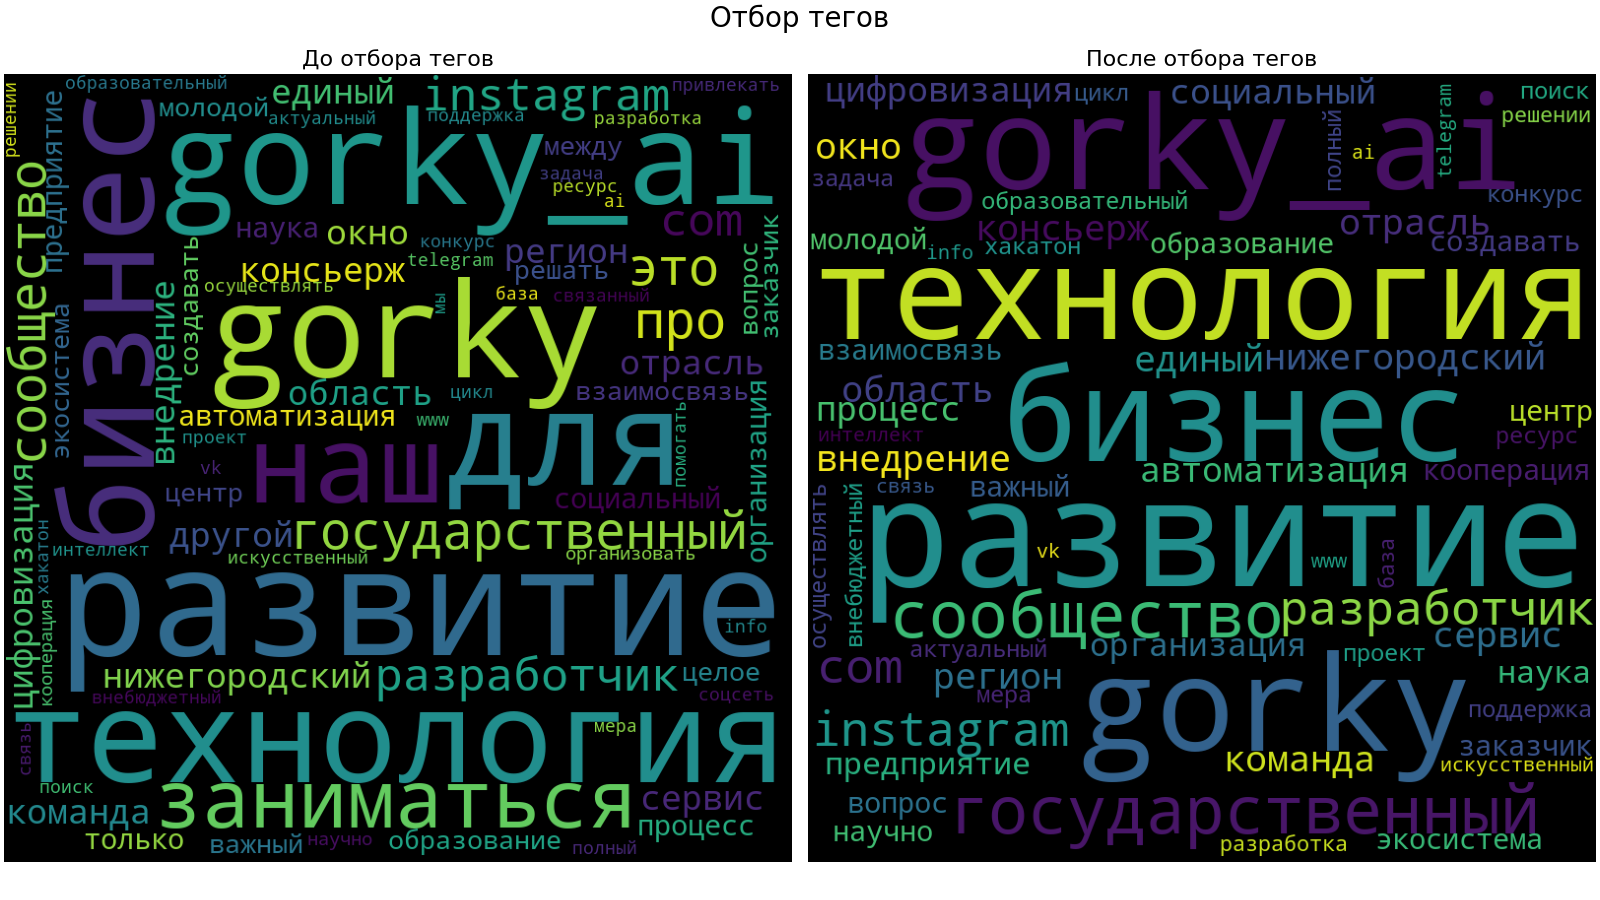 Отбор тегов
До отбора тегов
образовательный
единый
instagram
привлекать
решении
предприятие
бизнес
молодой
актуальный
поддержка
разработка
gorky_ai
между
задача
ресурс
ai
сообщество
наука
окно
конкурс
com
регион
консьерж
telegram
решать
это
создавать
осуществлять
мы
база
связанный
вопрос
заказчик
gorky
про
экосистема
внедрение
отрасль
область
цикл
взаимосвязь
автоматизация
www
для
проект
наш
помогать
организация
vk
центр
социальный
цифровизация
другой
государственный
хакатон
интеллект
искусственный
организовать
развитие
info
кооперация
нижегородский
разработчик
целое
внебюджетный
соцсеть
технология
мера
связь
поиск
заниматься
команда
сервис
только
важный
научно
образование
процесс
полный
После отбора тегов
цифровизация
цикл
социальный
telegram
поиск
решении
окно
gorky_ai
полный
ai
задача
образовательный
конкурс
консьерж
отрасль
молодой
info
хакатон
образование
создавать
технология
взаимосвязь
единый
нижегородский
область
бизнес
процесс
центр
интеллект
ресурс
внедрение
автоматизация
кооперация
связь
важный
осуществлять
внебюджетный
развитие
vk
www
база
сообщество
разработчик
актуальный
организация
сервис
com
регион
проект
наука
мера
gorky
instagram
поддержка
предприятие
команда
заказчик
искусственный
вопрос
государственный
научно
разработка
экосистема